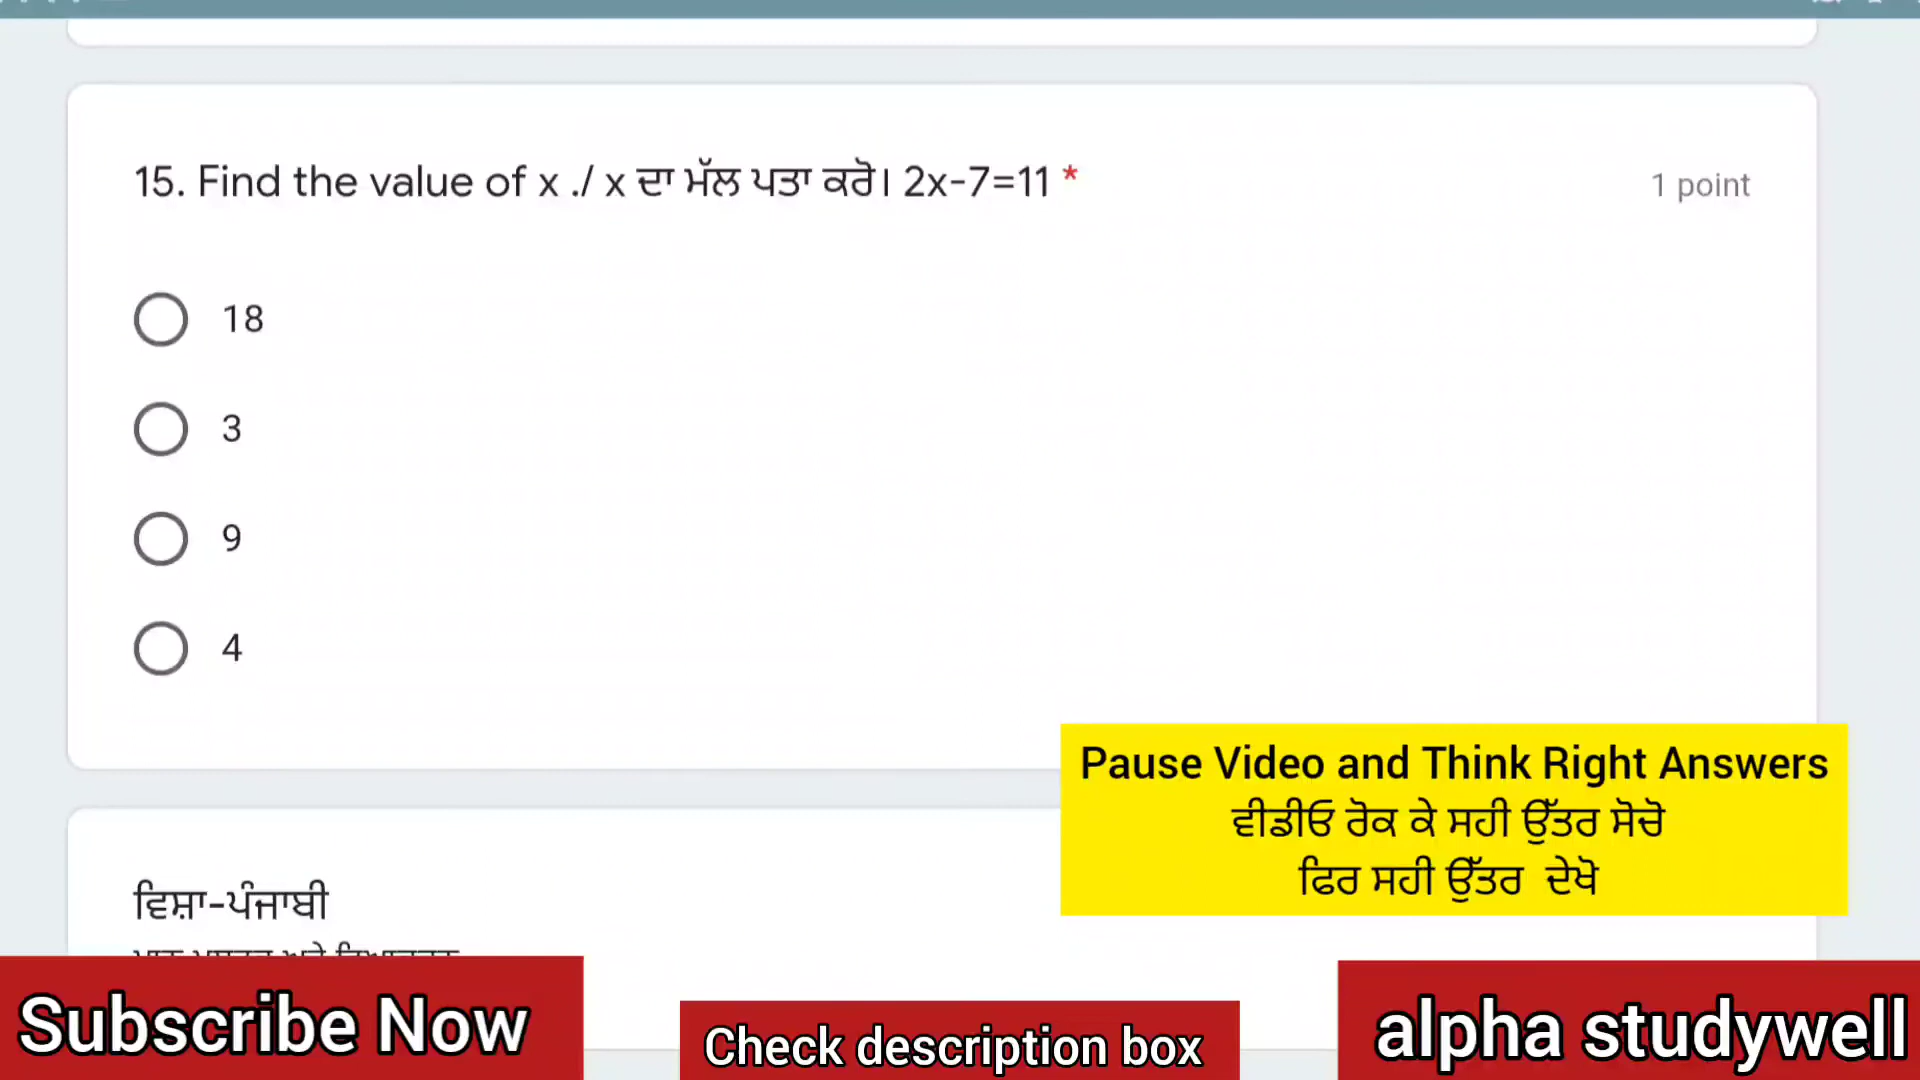 15. Find the value of x ./ x ਦਾ ਮੁੱਲ ਪਤਾ ਕਰੋ। 2x-7=11 *
1 point
18
3
9
4
Pause Video and Think Right Answers
ਵੀਡੀਓ ਰੋਕ ਕੇ ਸਹੀ ਉੱਤਰ ਸੋਚੋ
ਫਿਰ ਸਹੀ ਉੱਤਰ ਦੇਖੋ
ਵਿਸ਼ਾ-ਪੰਜਾਬੀ
Subscribe Now
Check description box
alpha studywell